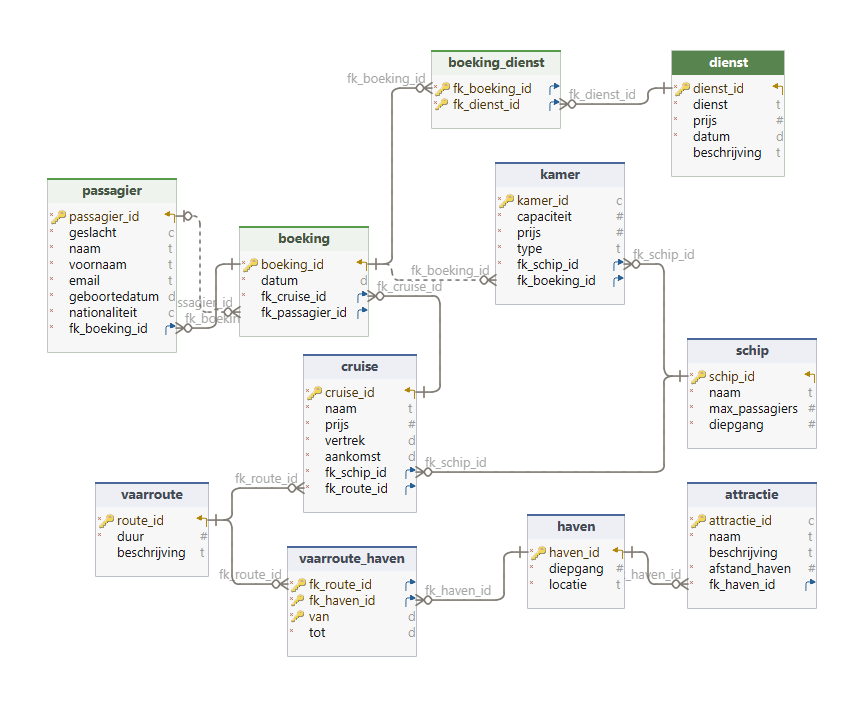 boeking_dienst
fk_boeking_id
fk_dienst_id
dienst
dienst_id
dienst t
prijs #
datum d
beschrijving t
fk_boeking_id
fk_dienst_id
kamer
kamer_id c
capaciteit #
prijs #
type t
fk_schip_id
fk_boeking_id
fk_schip_id
passagier
passagier_id
geslacht c
naam t
voornaam t
email t
geboortedatum d
nationaliteit c
fk_boeking_id
ssagier_id
fk_boekin
boeking
boeking_id
datum d
fk_cruise_id
fk_passagier_id
fk_boeking_id
fk_cruise_id
cruise
cruise_id
naam t
prijs #
vertrek d
aankomst d
fk_schip_id
fk_route_id
fk_schip_id
fk_route_id
schip
schip_id
naam t
max_passagiers #
diepgang #
vaarroute
route_id
duur #
beschrijving t
fk_route_id
vaarroute_haven
fk_route_id
fk_haven_id
van d
tot d
fk_haven_id
haven
haven_id
diepgang #
locatie t
_haven_id
attractie
attractie_id c
naam t
beschrijving t
afstand_haven #
fk_haven_id